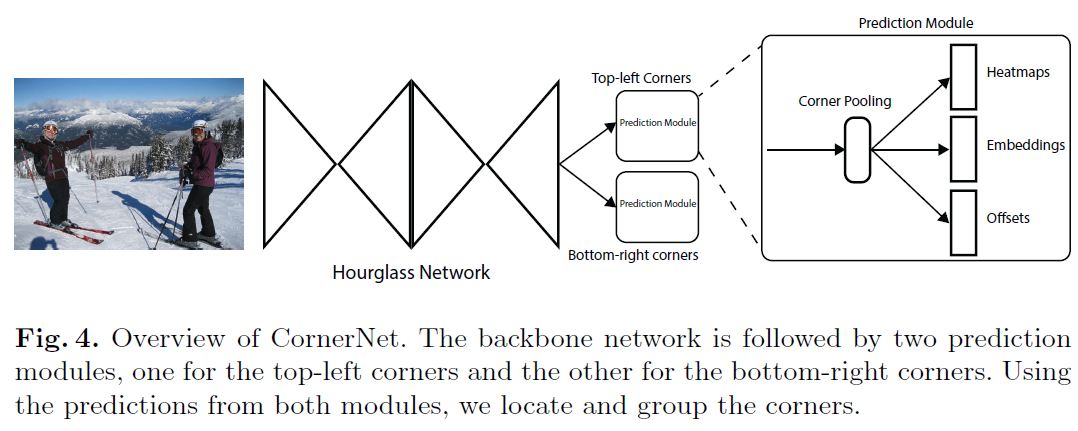 Prediction Module
Top-left Corners
Prediction Module
Prediction Module
Bottom-right corners
Hourglass Network
Corner Pooling
Heatmaps
Embeddings
Offsets
Fig. 4. Overview of CornerNet. The backbone network is followed by two prediction
modules, one for the top-left corners and the other for the bottom-right corners. Using
the predictions from both modules, we locate and group the corners.